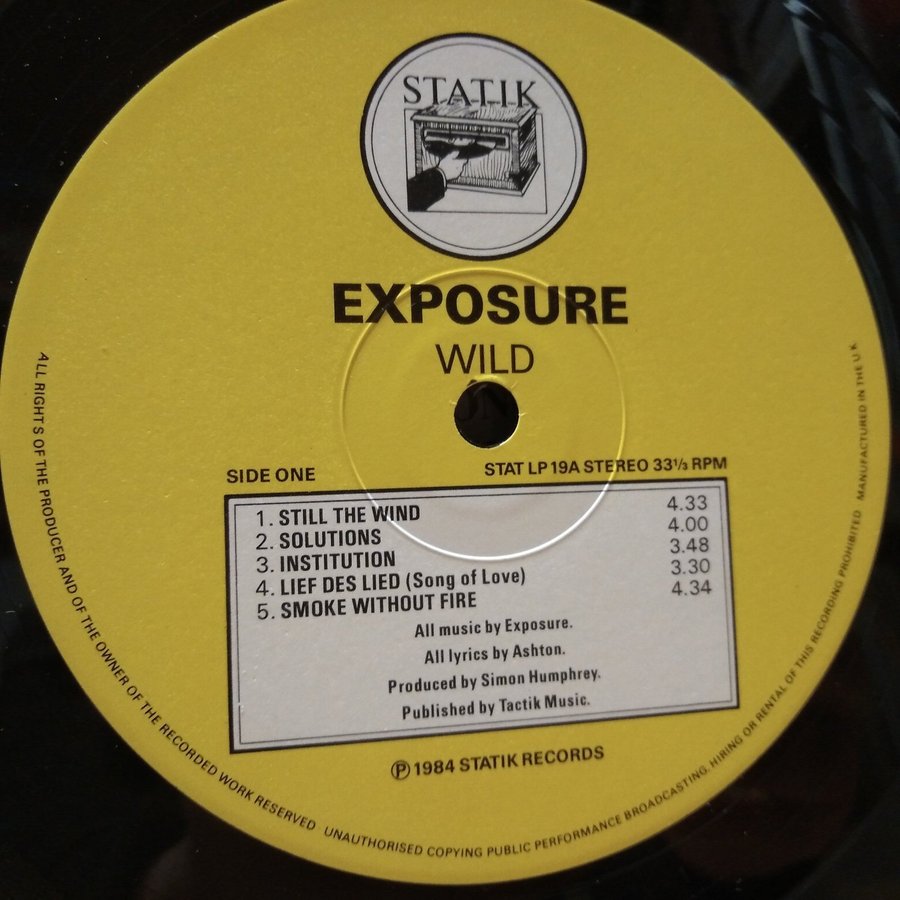 STATIK
EXPOSURE
WILD
SIDE ONE
STAT LP 19A STEREO 33 1/3 RPM
1. STILL THE WIND 4.33
2. SOLUTIONS 4.00
3. INSTITUTION 3.48
4. LIEF DES LIED (Song of Love) 3.30
5. SMOKE WITHOUT FIRE 4.34
All music by Exposure.
All lyrics by Ashton.
Produced by Simon Humphrey.
Published by Tactik Music.
℗ 1984 STATIK RECORDS
ALL RIGHTS OF THE PRODUCER AND OF THE OWNER OF THE RECORDED WORK RESERVED UNAUTHORISED COPYING PUBLIC PERFORMANCE BROADCASTING. HIRING OR RENTAL OF THIS RECORDING PROHIBITED MANUFACTURED IN THE U.K